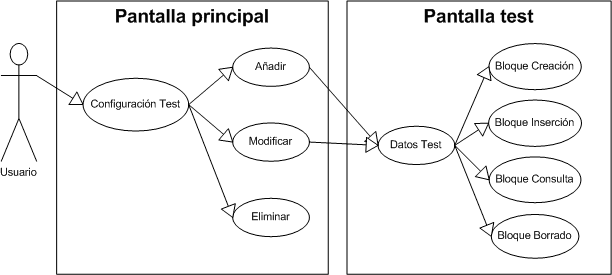 Pantalla principal
Pantalla test
Usuario
Configuración Test
Añadir
Modificar
Eliminar
Datos Test
Bloque Creación
Bloque Inserción
Bloque Consulta
Bloque Borrado